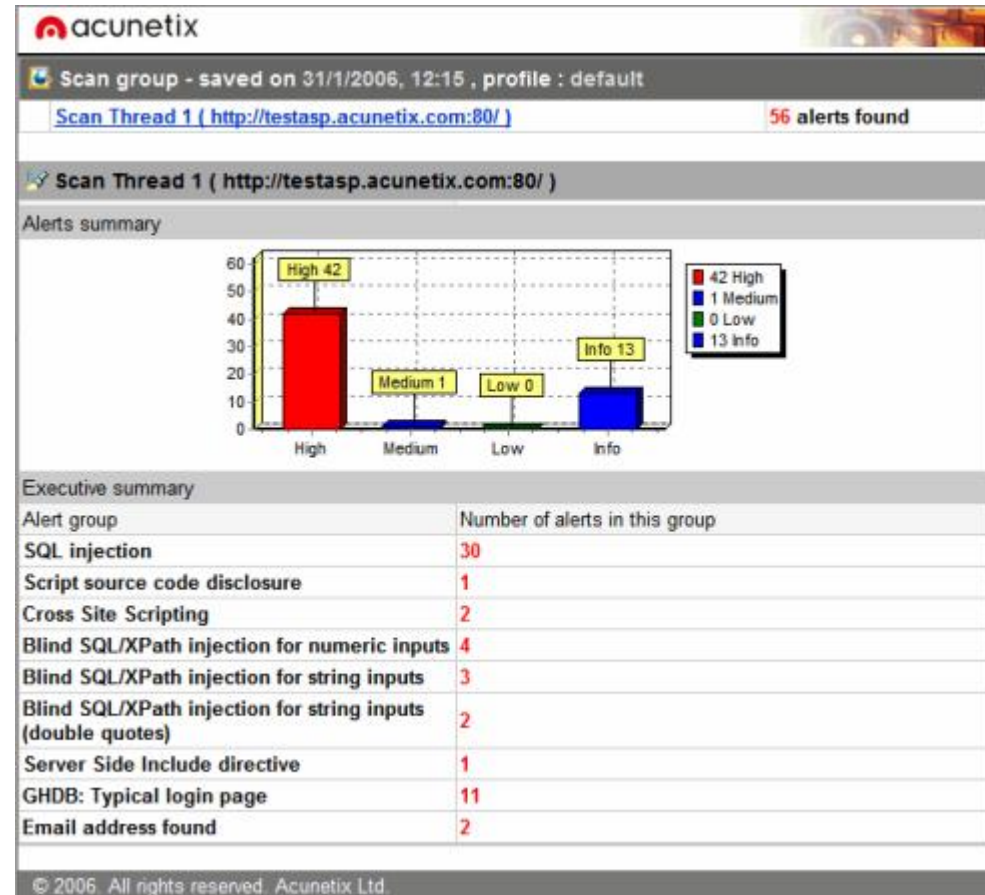 acunetix
Scan group - saved on 31/1/2006, 12:15 , profile : default
Scan Thread 1 ( http://testasp.acunetix.com:80/ ) 56 alerts found
Scan Thread 1 ( http://testasp.acunetix.com:80/ )
Alerts summary
60
50
40
30
20
10
0
High 42
Medium 1
Low 0
Info 13
High Medium Low Info
42 High
1 Medium
0 Low
13 Info
Executive summary
Alert group Number of alerts in this group
SQL injection 30
Script source code disclosure 1
Cross Site Scripting 2
Blind SQL/XPath injection for numeric inputs 4
Blind SQL/XPath injection for string inputs 3
Blind SQL/XPath injection for string inputs
(double quotes) 2
Server Side Include directive 1
GHDB: Typical login page 11
Email address found 2
© 2006. All rights reserved. Acunetix Ltd.